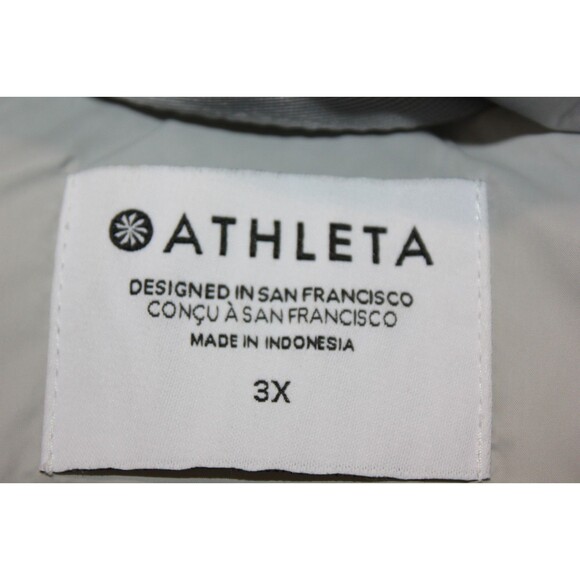 ATHLETA
DESIGNED IN SAN FRANCISCO
CONÇU À SAN FRANCISCO
MADE IN INDONESIA
3X